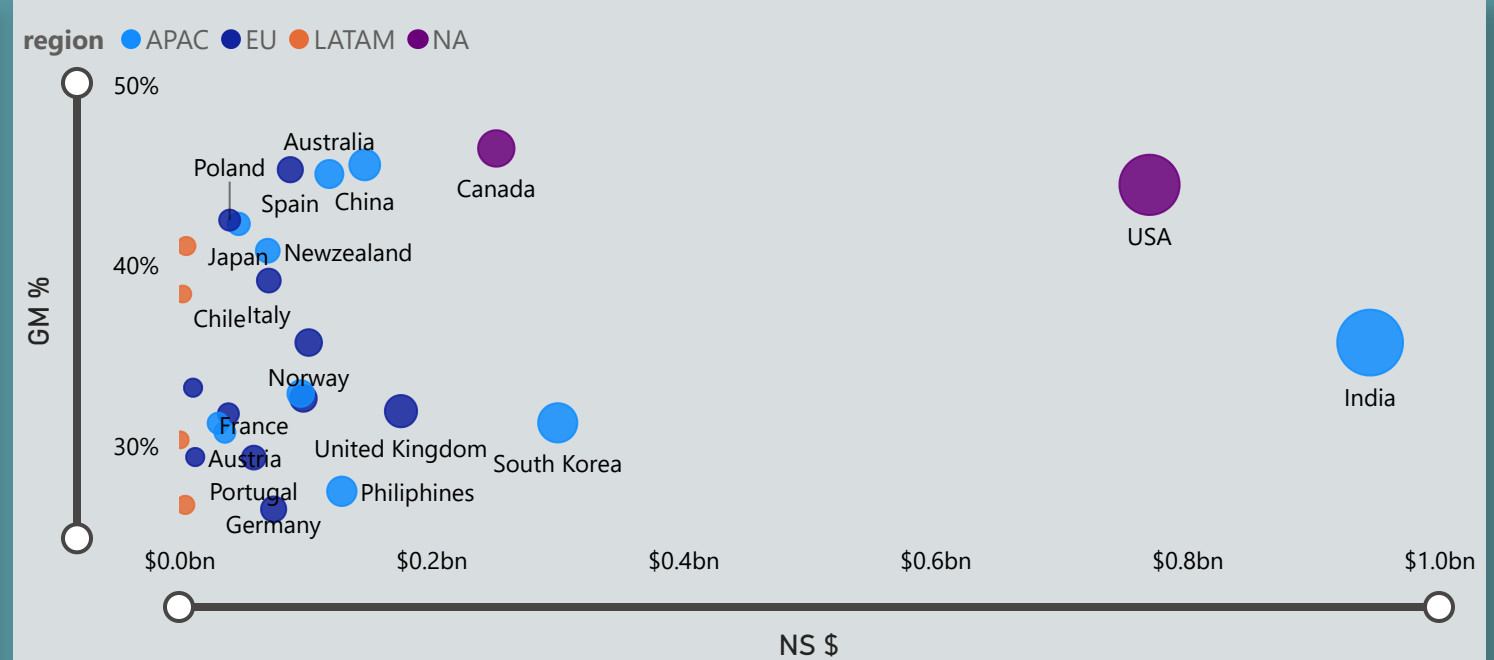 region APAC EU LATAM NA
50%
Australia
Poland
Canada
Spain China
USA
Japan Newzealand
40%
Chile Italy
GM %
Norway
India
France
30%
United Kingdom
South Korea
Austria
Portugal Philiphines
Germany
$0.0bn $0.2bn $0.4bn $0.6bn $0.8bn $1.0bn
NS $